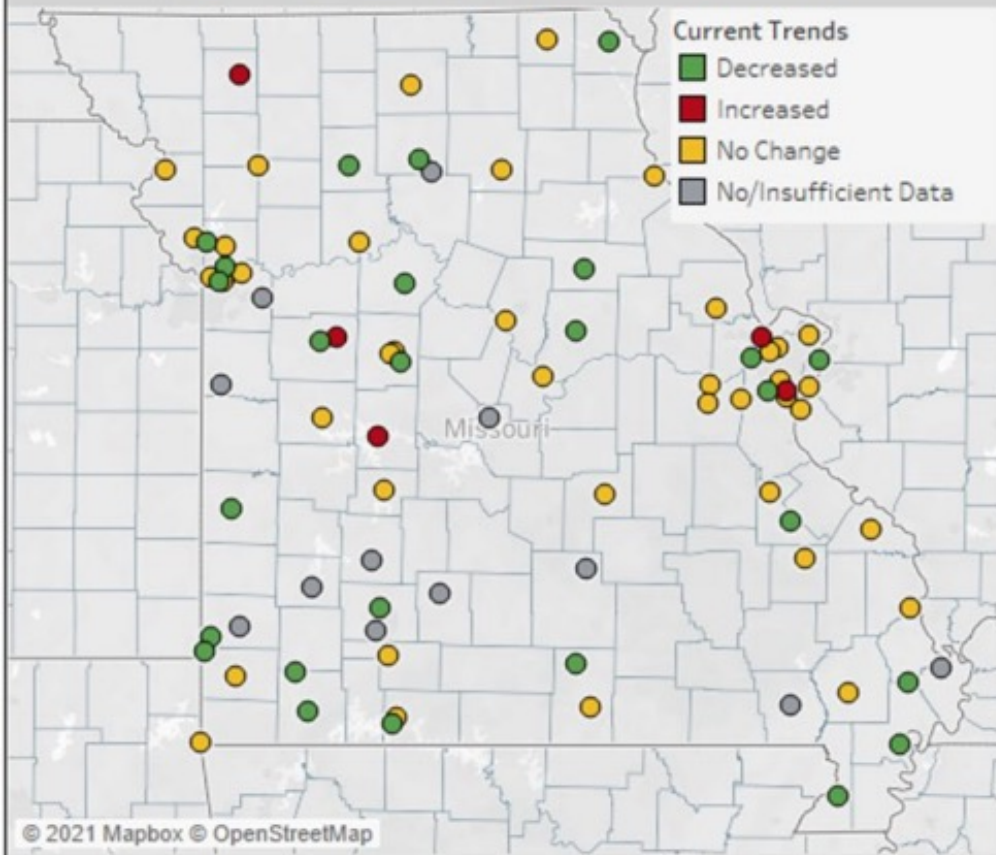 Current Trends
Decreased
Increased
No Change
No/Insufficient Data
Missouri
© 2021 Mapbox © OpenStreetMap